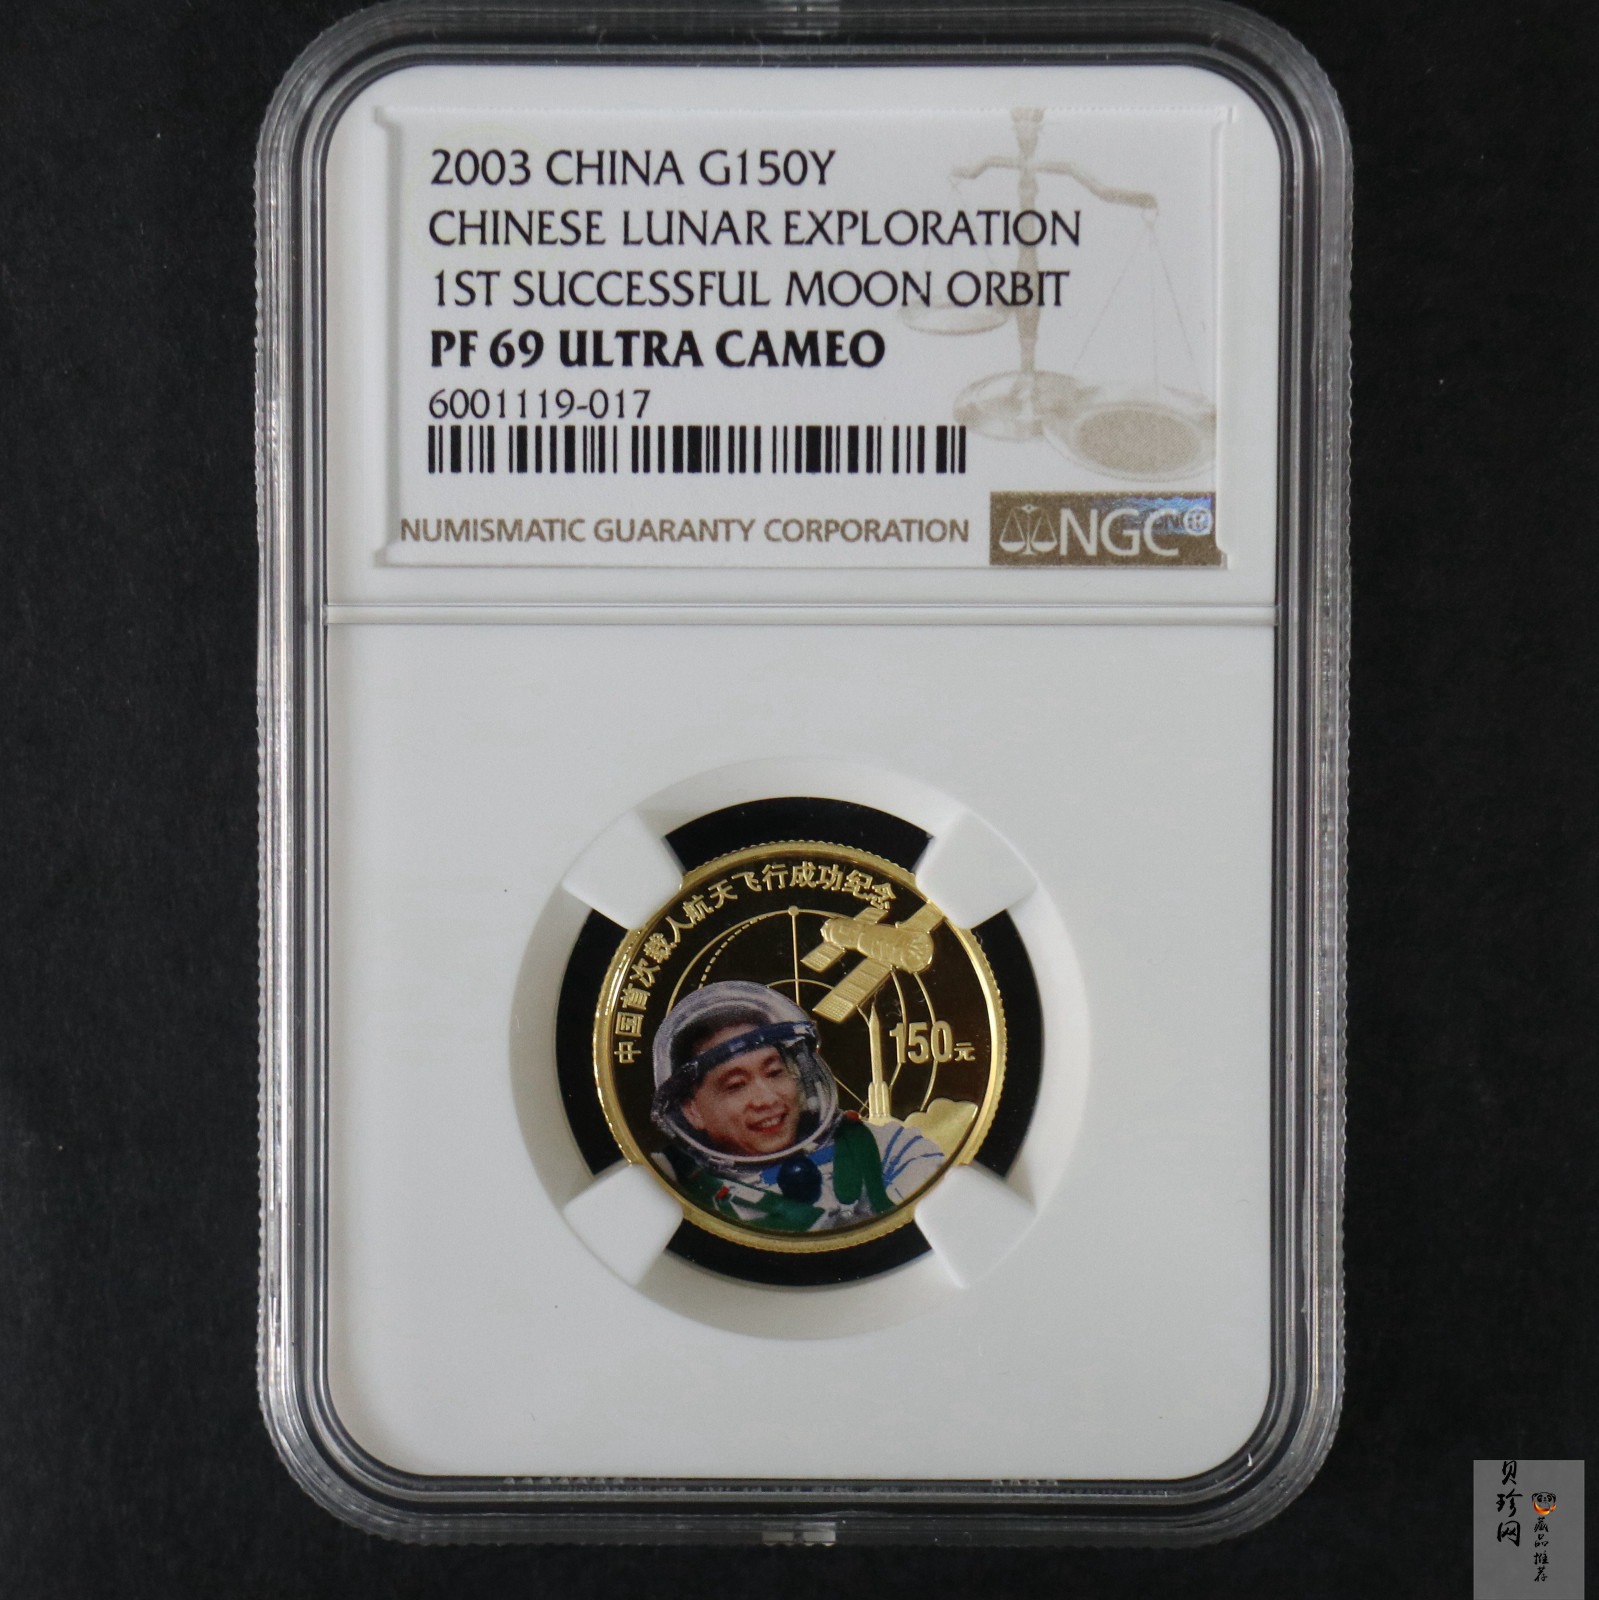 2003 CHINA G150Y
CHINESE LUNAR EXPLORATION
1ST SUCCESSFUL MOON ORBIT
PF 69 ULTRA CAMEO
6001119-017
NUMISMATIC GUARANTY CORPORATION
NGC
中国首次载人航天飞行成功纪念
150元
贝珍网
藏品推荐